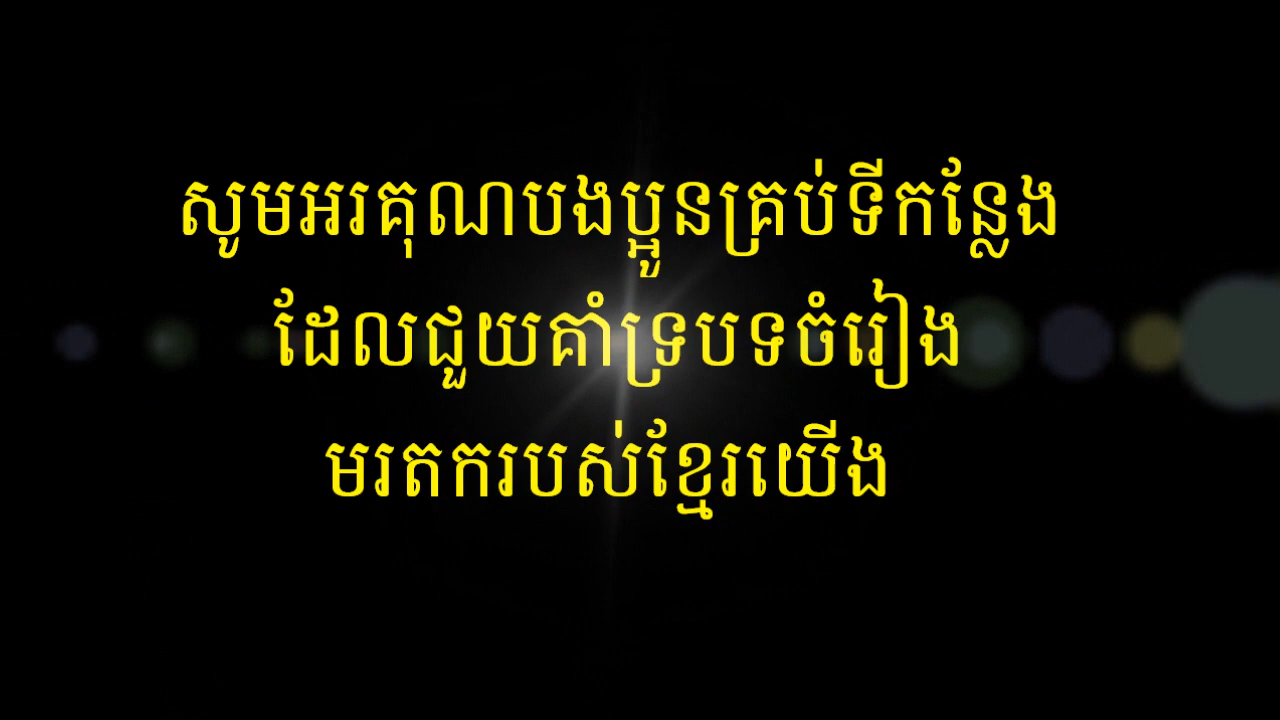 សូមអរគុណបងប្អូនគ្រប់ទីកន្លែង
ដែលជួយគាំទ្របទចំរៀង
មរតករបស់ខ្មែរយើង